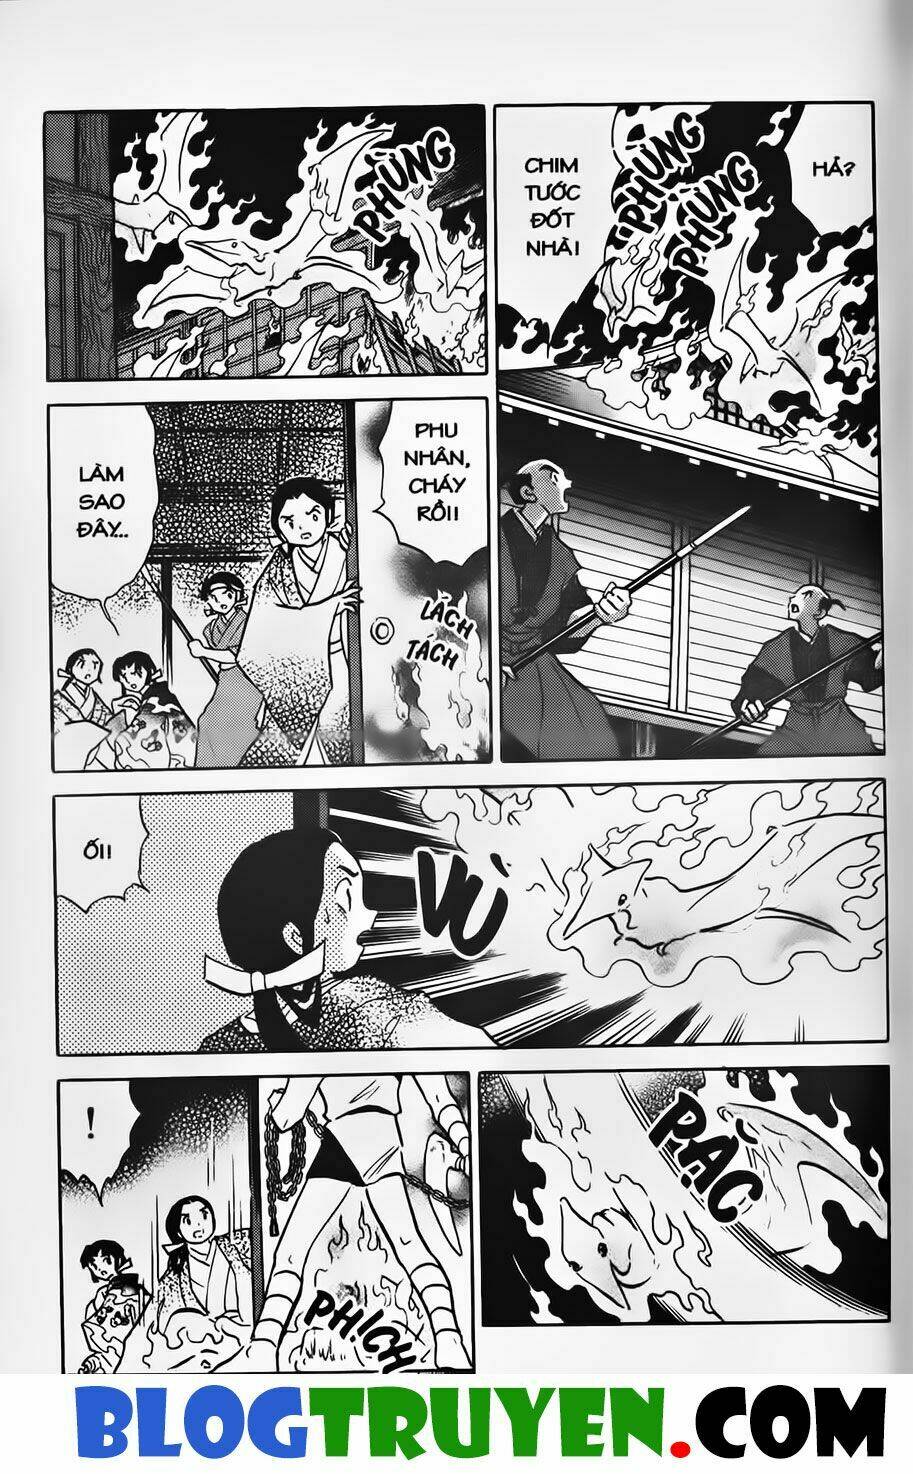 HẢ?
PHÙNG
PHÙNG
CHIM
TƯỚC
ĐỐT
NHÀ!
PHÙNG
PHU
NHÂN,
CHÁY
RỒI!
LÁCH
TÁCH
LÀM
SAO
ĐÂY...
VÙ
ỐI!
PẶC
!
PHỊCH
BLOGTRUYEN.COM